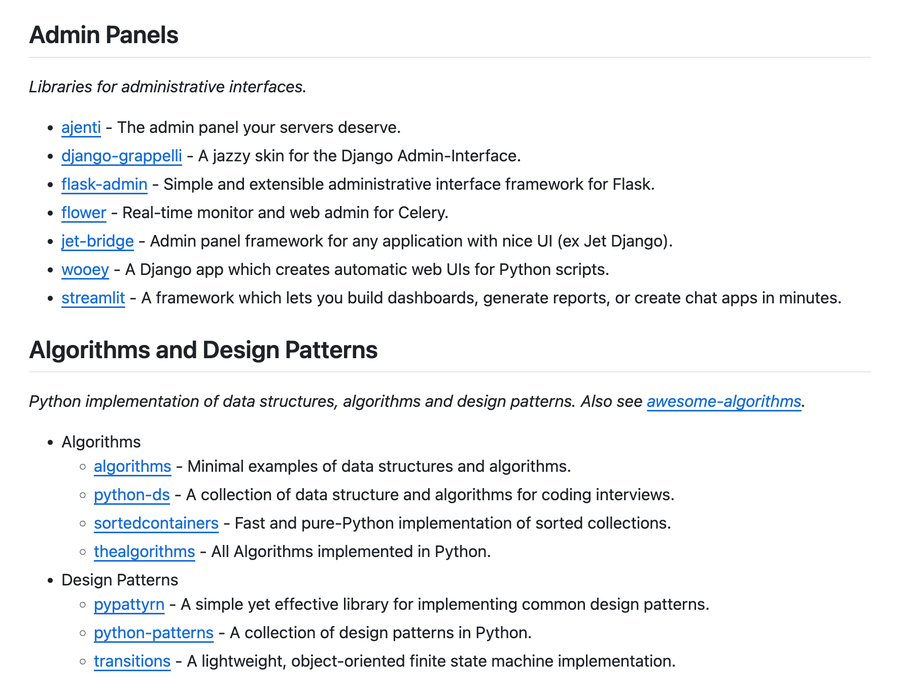 Admin Panels
Libraries for administrative interfaces.
• ajenti - The admin panel your servers deserve.
• django-grappelli - A jazzy skin for the Django Admin-Interface.
• flask-admin - Simple and extensible administrative interface framework for Flask.
• flower - Real-time monitor and web admin for Celery.
• jet-bridge - Admin panel framework for any application with nice UI (ex Jet Django).
• wooey - A Django app which creates automatic web UIs for Python scripts.
• streamlit - A framework which lets you build dashboards, generate reports, or create chat apps in minutes.
Algorithms and Design Patterns
Python implementation of data structures, algorithms and design patterns. Also see awesome-algorithms.
• Algorithms
◦ algorithms - Minimal examples of data structures and algorithms.
◦ python-ds - A collection of data structure and algorithms for coding interviews.
◦ sortedcontainers - Fast and pure-Python implementation of sorted collections.
◦ thealgorithms - All Algorithms implemented in Python.
• Design Patterns
◦ pypattyrn - A simple yet effective library for implementing common design patterns.
◦ python-patterns - A collection of design patterns in Python.
◦ transitions - A lightweight, object-oriented finite state machine implementation.